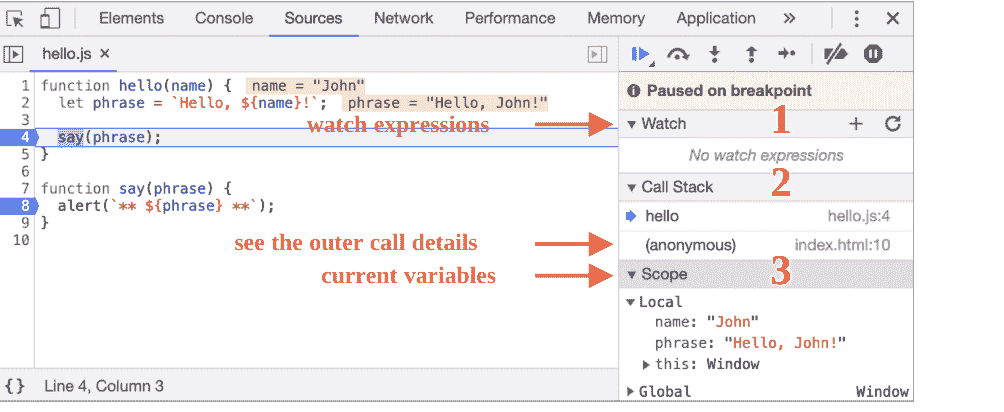 Elements Console Sources Network Performance Memory Application »
hello.js ×
1 function hello(name) { name = "John"
2 let phrase = `Hello, ${name}!`; phrase = "Hello, John!"
3
4 say(phrase);
5 }
6
7 function say(phrase) {
8 alert(`** ${phrase} **`);
9 }
10
{} Line 4, Column 3
watch expressions
see the outer call details
current variables
Paused on breakpoint
1
Watch
No watch expressions
2
Call Stack
hello hello.js:4
(anonymous) index.html:10
3
Scope
Local
name: "John"
phrase: "Hello, John!"
this: Window
Global Window